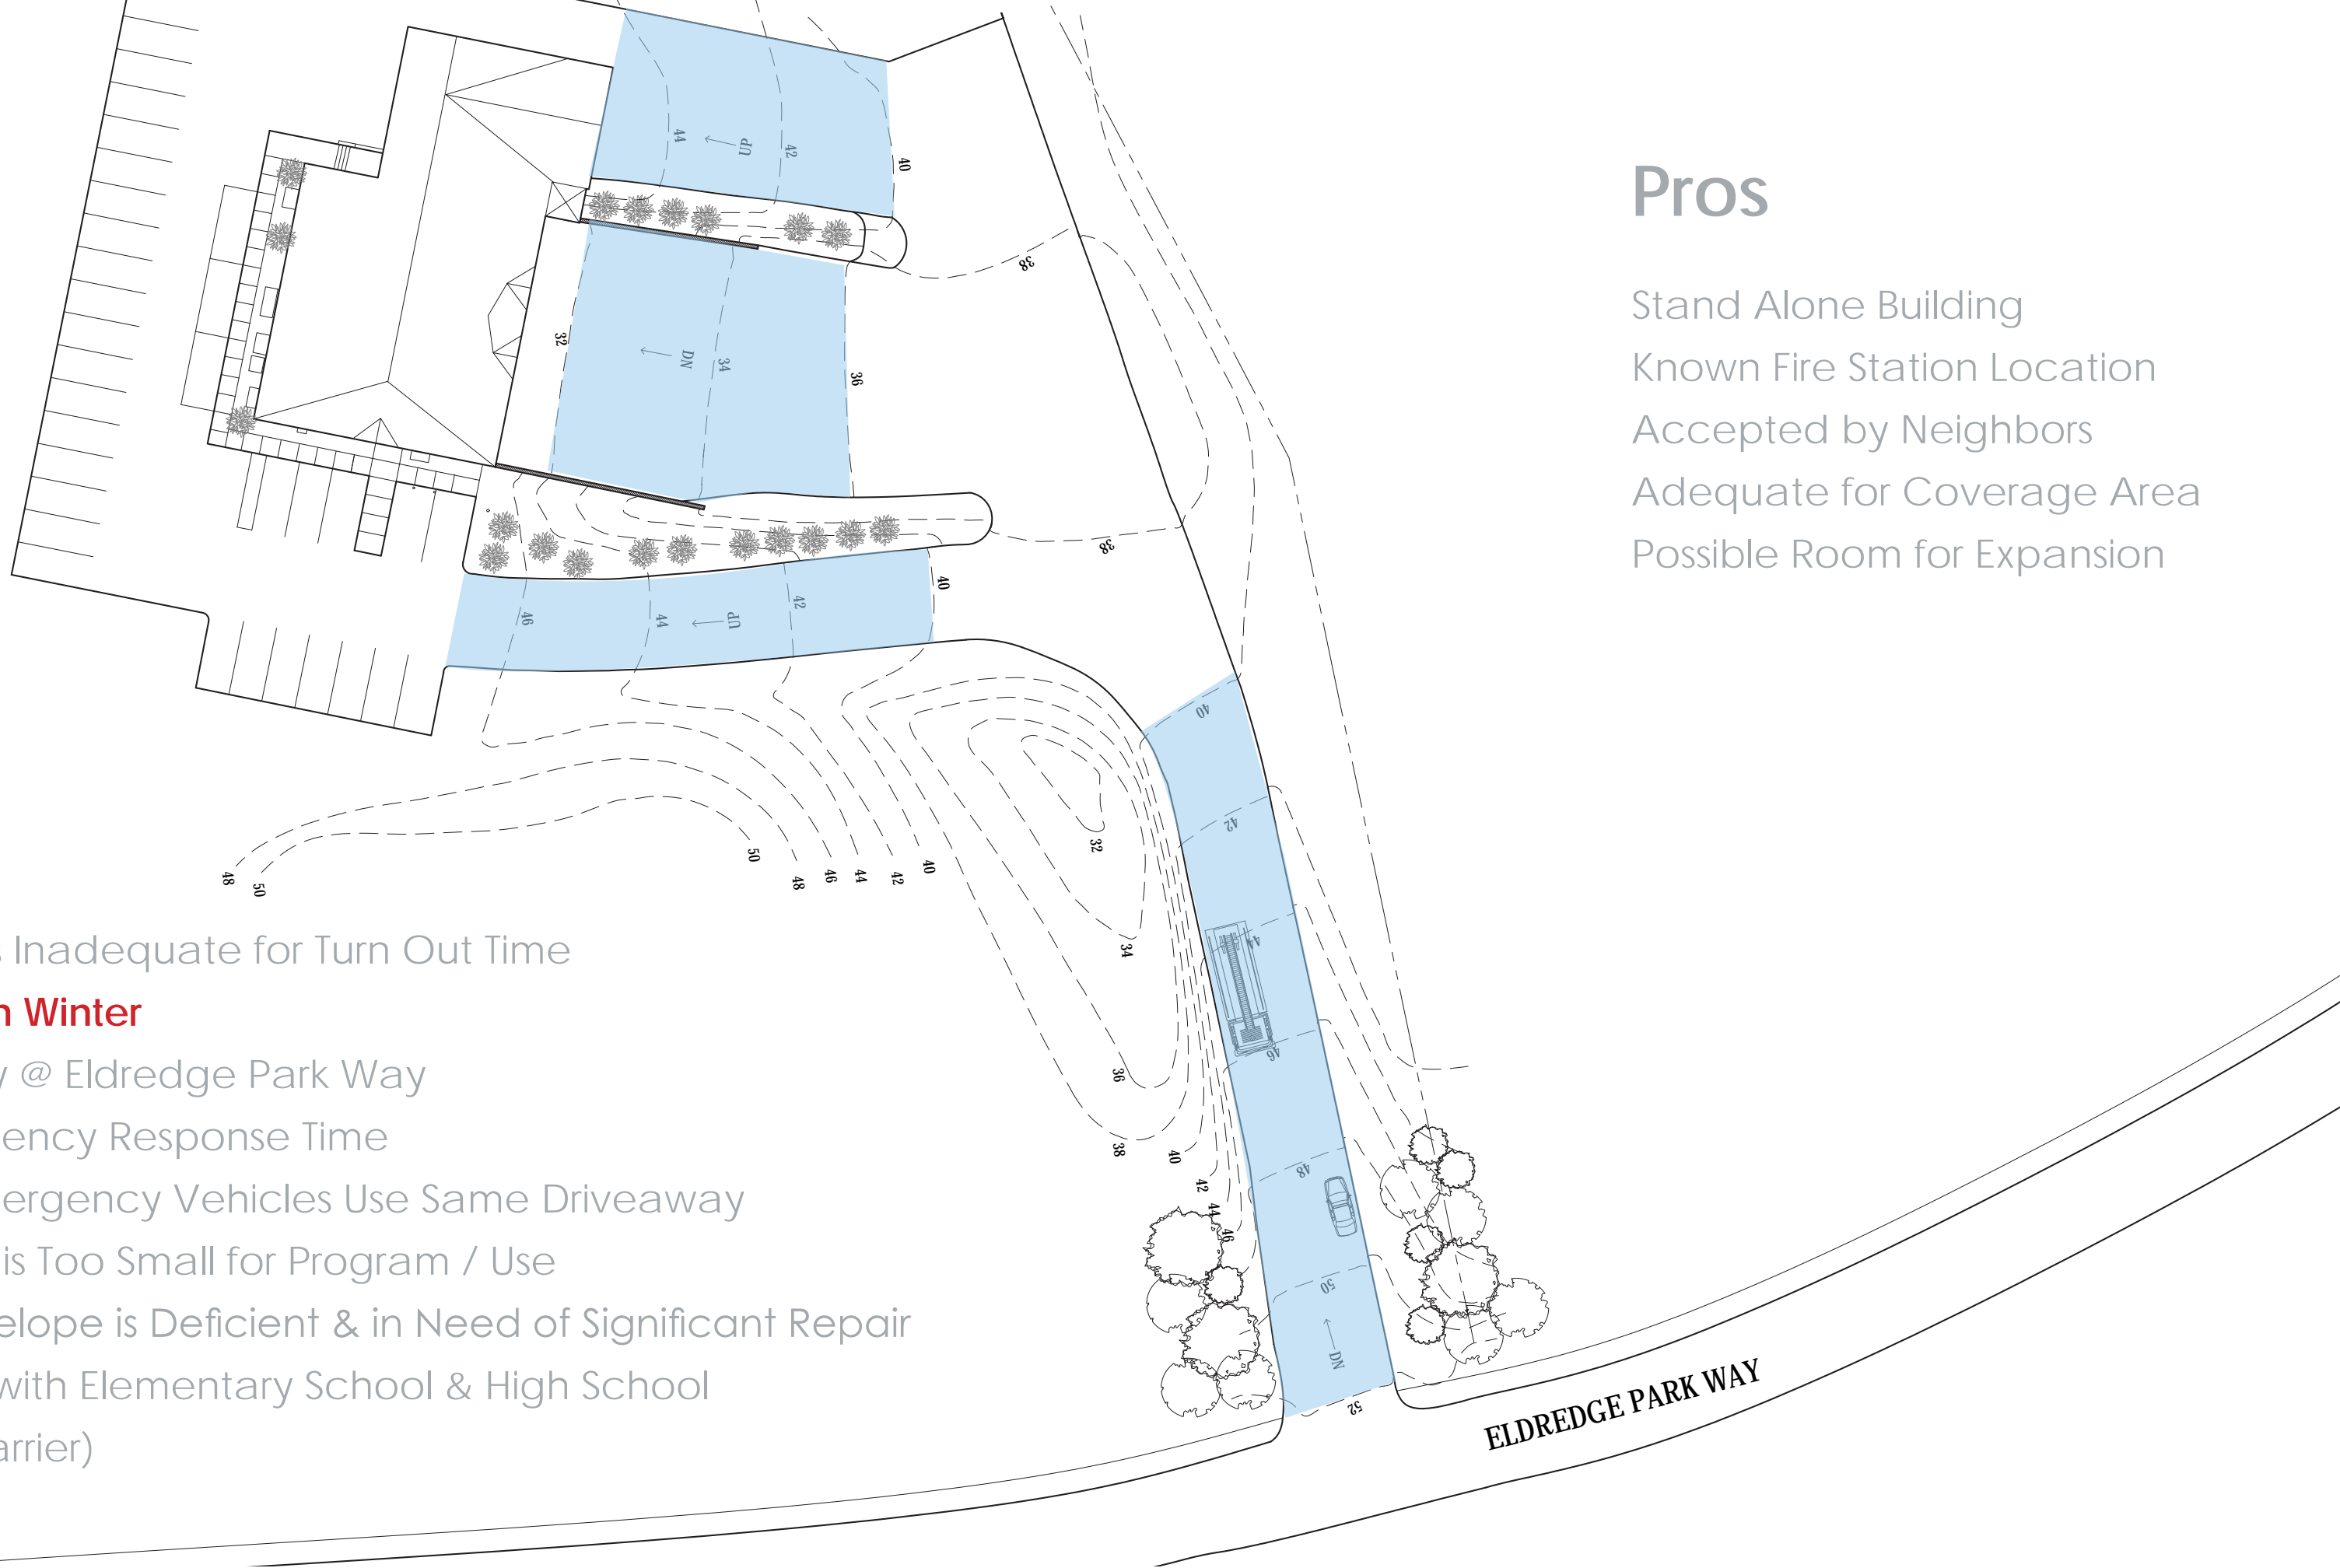 Pros
Stand Alone Building
Known Fire Station Location
Accepted by Neighbors
Adequate for Coverage Area
Possible Room for Expansion
44
UP
42
40
38
32
DN
34
36
38
46
44
UP
42
40
40
42
44
46
48
50
DN
52
48
50
50
48
46
44
42
40
32
34
36
38
40
42
44
46
s Inadequate for Turn Out Time
n Winter
y @ Eldredge Park Way
ency Response Time
ergency Vehicles Use Same Driveaway
is Too Small for Program / Use
elope is Deficient & in Need of Significant Repair
with Elementary School & High School
arrier)
ELDREDGE PARK WAY